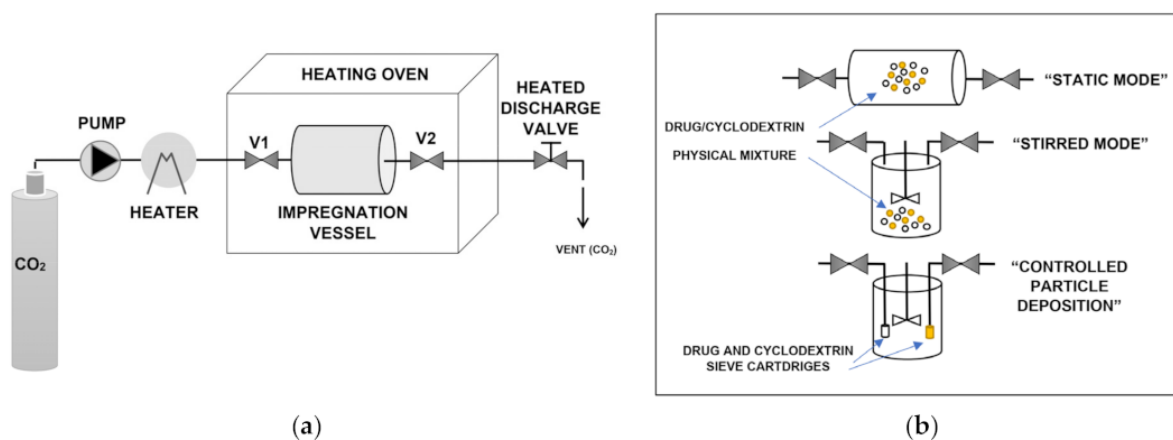 HEATING OVEN
HEATED
DISCHARGE
VALVE
PUMP
V1
V2
HEATER
IMPREGNATION
VESSEL
VENT (CO₂)
CO₂
(a)
"STATIC MODE"
DRUG/CYCLODEXTRIN
PHYSICAL MIXTURE
"STIRRED MODE"
"CONTROLLED
PARTICLE
DEPOSITION"
DRUG AND CYCLODEXTRIN
SIEVE CARTDRIGES
(b)